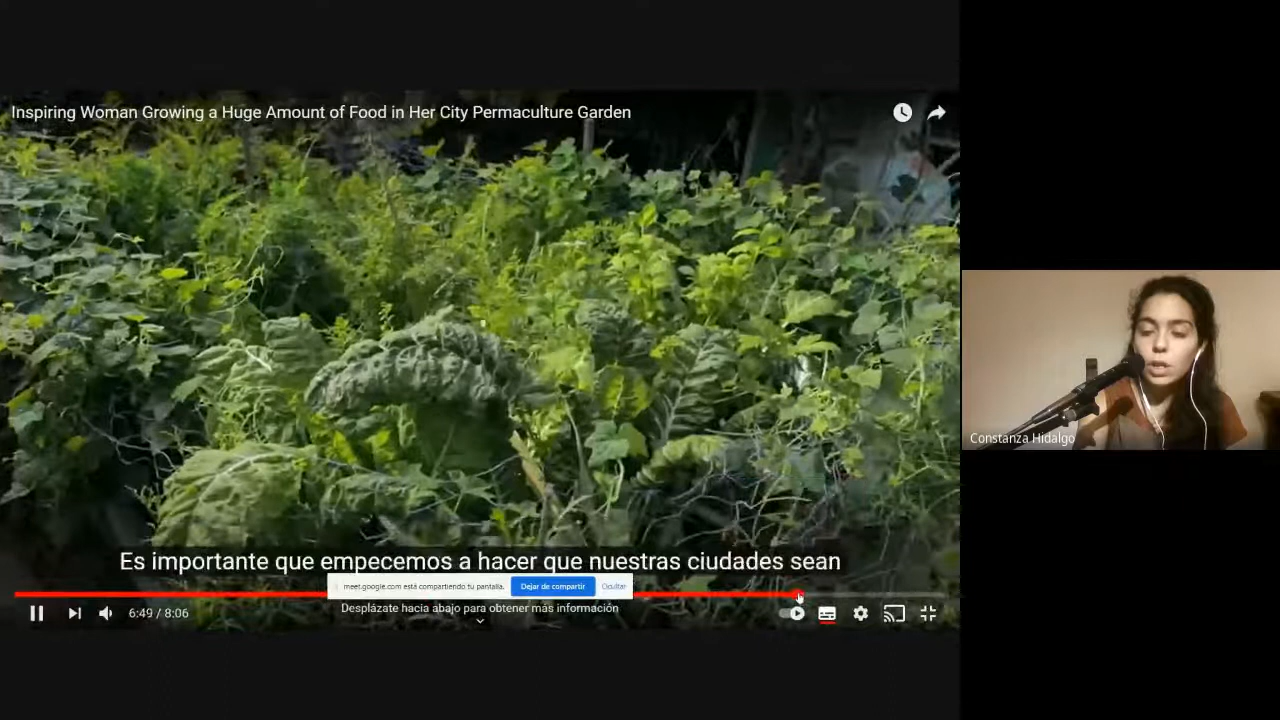 Inspiring Woman Growing a Huge Amount of Food in Her City Permaculture Garden
Constanza Hidalgo
Es importante que empecemos a hacer que nuestras ciudades sean
meet.google.com está compartiendo tu pantalla.
Dejar de compartir
Ocultar
Desplázate hacia abajo para obtener más información
6:49 / 8:06